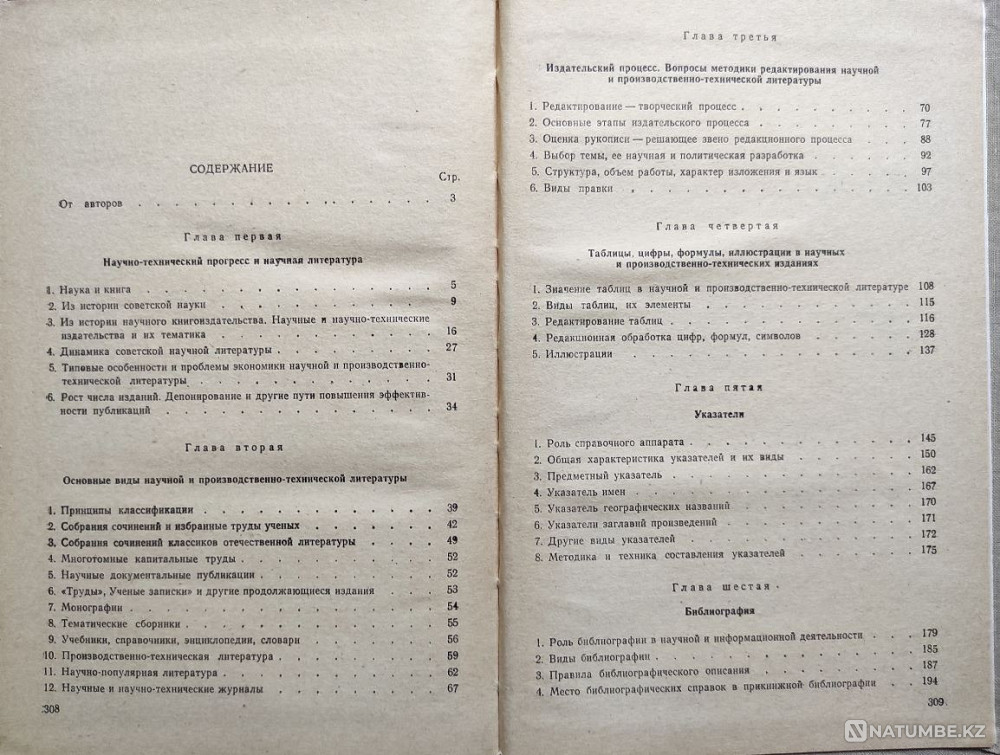 СОДЕРЖАНИЕ
Стр.
От авторов . . . . . . . . . . . . . . . . 3
Глава первая
Научно-технический прогресс и научная литература
1. Наука и книга . . . . . . . . . . . . . . 5
2. Из истории советской науки . . . . . . . . . . . 9
3. Из истории научного книгоиздательства. Научные и научно-технические
издательства и их тематика . . . . . . . . . . . 16
4. Динамика советской научной литературы . . . . . . . . 27
5. Типовые особенности и проблемы экономики научной и производственно-
технической литературы . . . . . . . . . . . . 31
6. Рост числа изданий. Депонирование и другие пути повышения эффектив-
ности публикаций . . . . . . . . . . . . . 34
Глава вторая
Основные виды научной и производственно-технической литературы
1. Принципы классификации . . . . . . . . . . . 39
2. Собрания сочинений и избранные труды ученых . . . . . . 42
3. Собрания сочинений классиков отечественной литературы . . . . 49
4. Многотомные капитальные труды . . . . . . . . . 52
5. Научные документальные публикации . . . . . . . . 52
6. «Труды», Ученые записки» и другие продолжающиеся издания . . . 53
7. Монографии . . . . . . . . . . . . . . 54
8. Тематические сборники . . . . . . . . . . . . 55
9. Учебники, справочники, энциклопедия, словари . . . . . . 56
10. Производственно-техническая литература . . . . . . . . 59
11. Научно-популярная литература . . . . . . . . . . 62
12. Научные и научно-технические журналы . . . . . . . . 67
308
Глава третья
Издательский процесс. Вопросы методики редактирования научной
и производственно-технической литературы
1. Редактирование — творческий процесс . . . . . . . . . 70
2. Основные этапы издательского процесса . . . . . . . . 77
3. Оценка рукописи — решающее звено редакционного процесса . . . 88
4. Выбор темы, ее научная и политическая разработка . . . . . 92
5. Структура, объем работы, характер изложения и язык . . . . . 97
6. Виды правки . . . . . . . . . . . . . . 103
Глава четвертая
Таблицы, цифры, формулы, иллюстрации в научных
и производственно-технических изданиях
1. Значение таблиц в научной и производственно-технической литературе 108
2. Виды таблиц, их элементы . . . . . . . . . . . 115
3. Редактирование таблиц . . . . . . . . . . . . 116
4. Редакционная обработка цифр, формул, символов . . . . . . 128
5. Иллюстрации . . . . . . . . . . . . . . 137
Глава пятая
Указатели
1. Роль справочного аппарата . . . . . . . . . . . 145
2. Общая характеристика указателей и их виды . . . . . . . 150
3. Предметный указатель . . . . . . . . . . . . 162
4. Указатель имен . . . . . . . . . . . . . 167
5. Указатель географических названий . . . . . . . . . 170
6. Указатели заглавий произведений . . . . . . . . . 171
7. Другие виды указателей . . . . . . . . . . . . 172
8. Методика и техника составления указателей . . . . . . . 175
Глава шестая
Библиография
1. Роль библиографии в научной и информационной деятельности . . . 179
2. Виды библиографии . . . . . . . . . . . . . 185
3. Правила библиографического описания . . . . . . . . 187
4. Место библиографических справок в прикнижной библиографии . . 194
309
NATUMBE.KZ